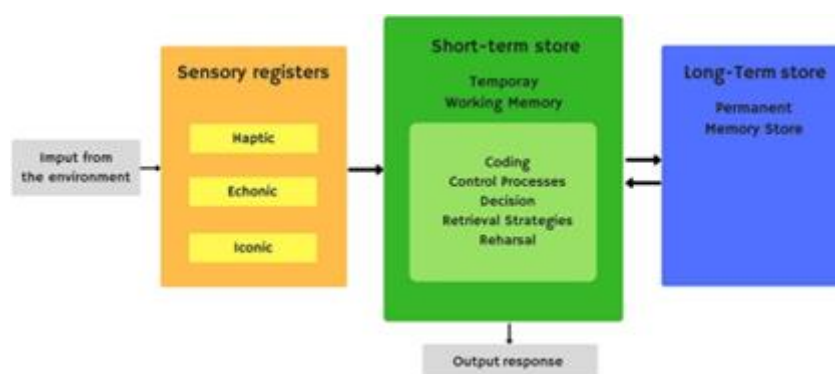 Imput from
the environment
Sensory registers
Haptic
Echonic
Iconic
Short-term store
Temporay
Working Memory
Coding
Control Processes
Decision
Retrieval Strategies
Reharsal
Output response
Long-Term store
Permanent
Memory Store